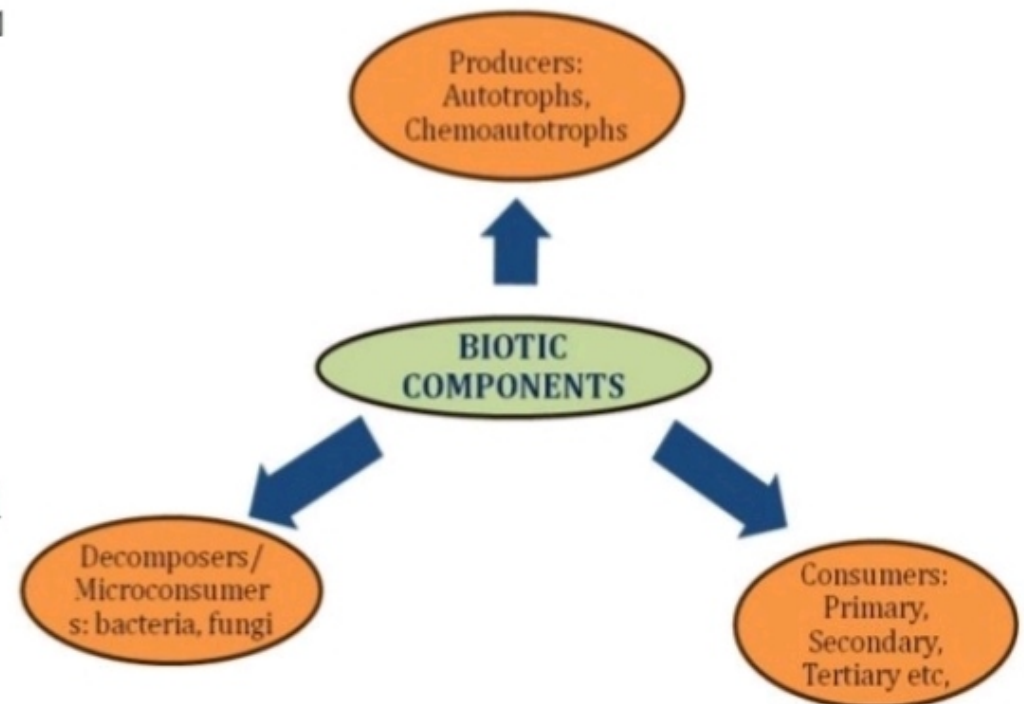 Producers:
Autotrophs,
Chemoautotrophs
BIOTIC
COMPONENTS
Decomposers/
Microconsumer
s: bacteria, fungi
Consumers:
Primary,
Secondary,
Tertiary etc,